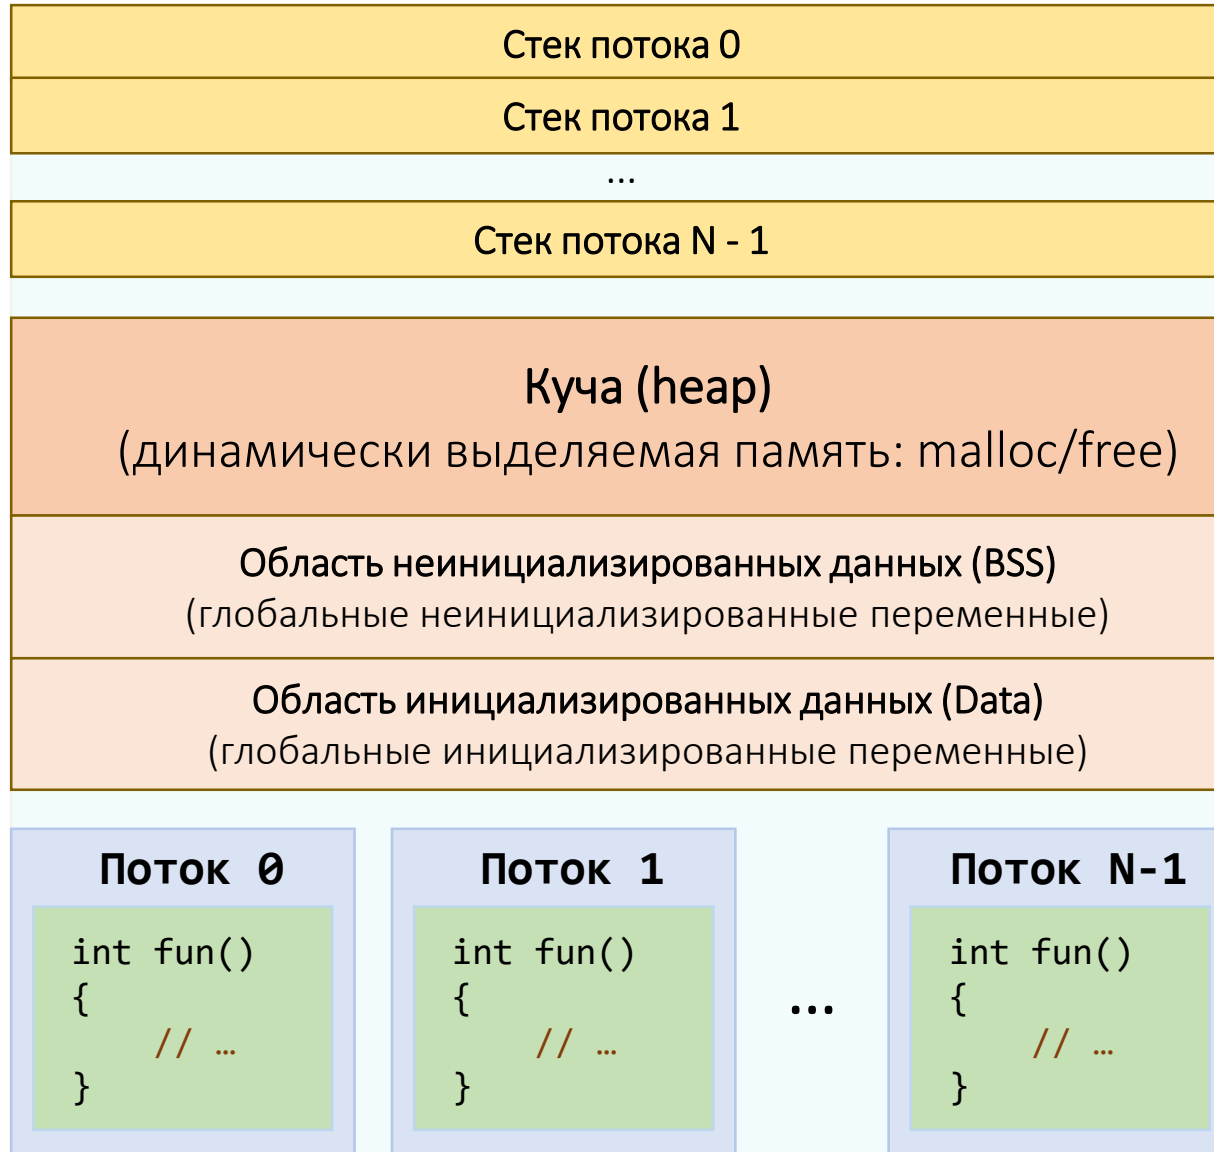 Стек потока 0
Стек потока 1
...
Стек потока N - 1
Куча (heap)
(динамически выделяемая память: malloc/free)
Область неинициализированных данных (BSS)
(глобальные неинициализированные переменные)
Область инициализированных данных (Data)
(глобальные инициализированные переменные)
Поток 0
int fun()
{
// …
}
Поток 1
int fun()
{
// …
}
...
Поток N-1
int fun()
{
// …
}